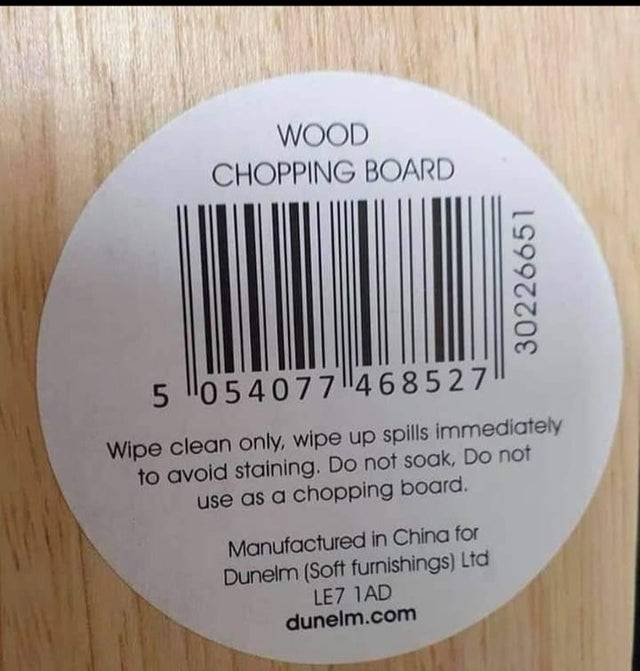 WOOD
CHOPPING BOARD
30226651
5 054077 468527
Wipe clean only, wipe up spills immediately
to avoid staining. Do not soak, Do not
use as a chopping board.
Manufactured in China for
Dunelm (Soft furnishings) Ltd
LE7 1AD
dunelm.com